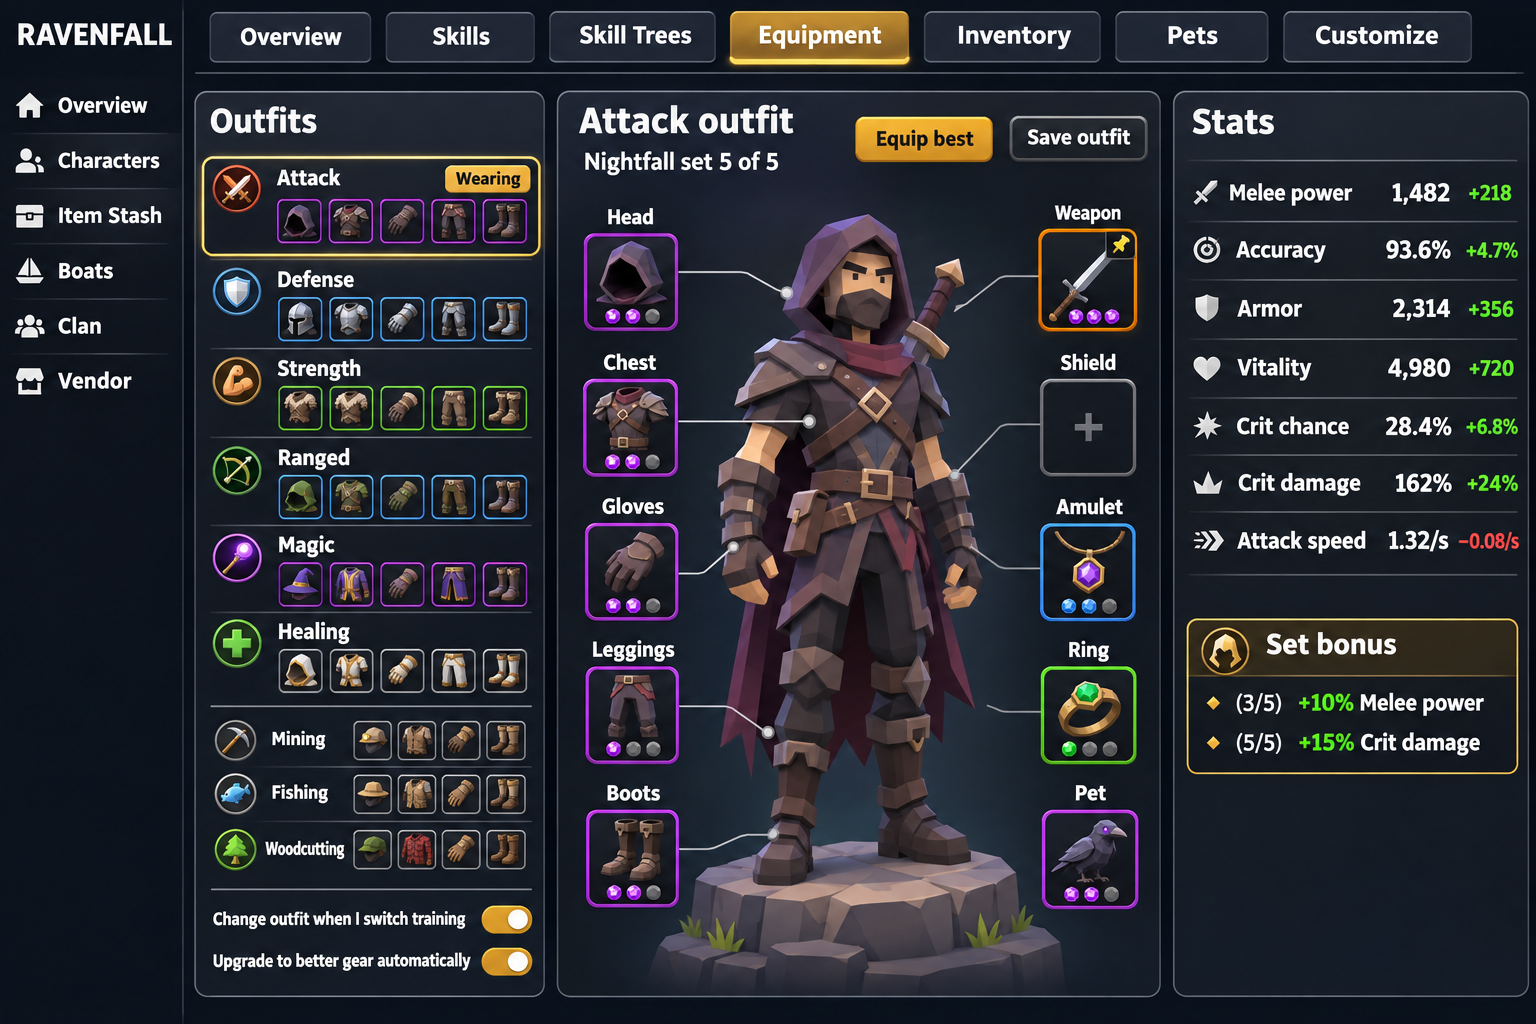 RAVENFALL
Overview
Skills
Skill Trees
Equipment
Inventory
Pets
Customize
Overview
Characters
Item Stash
Boats
Clan
Vendor
Outfits
Attack
Wearing
Defense
Strength
Ranged
Magic
Healing
Mining
Fishing
Woodcutting
Change outfit when I switch training
Upgrade to better gear automatically
Attack outfit
Nightfall set 5 of 5
Equip best
Save outfit
Head
Chest
Gloves
Leggings
Boots
Weapon
Shield
Amulet
Ring
Pet
Stats
Melee power 1,482 +218
Accuracy 93.6% +4.7%
Armor 2,314 +356
Vitality 4,980 +720
Crit chance 28.4% +6.8%
Crit damage 162% +24%
Attack speed 1.32/s −0.08/s
Set bonus
(3/5) +10% Melee power
(5/5) +15% Crit damage